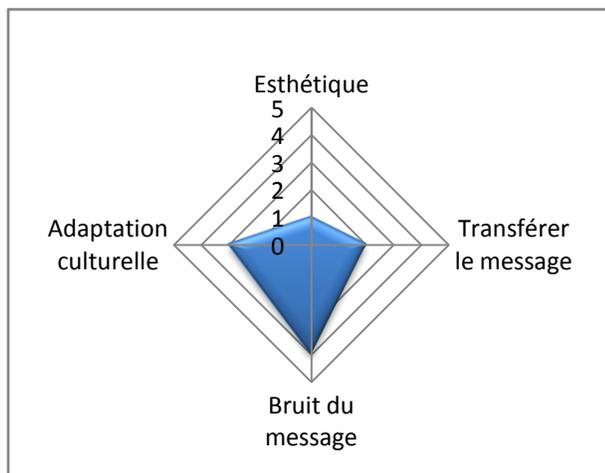 Esthétique
5
4
3
2
1
0
Adaptation
culturelle
Transférer
le message
Bruit du
message